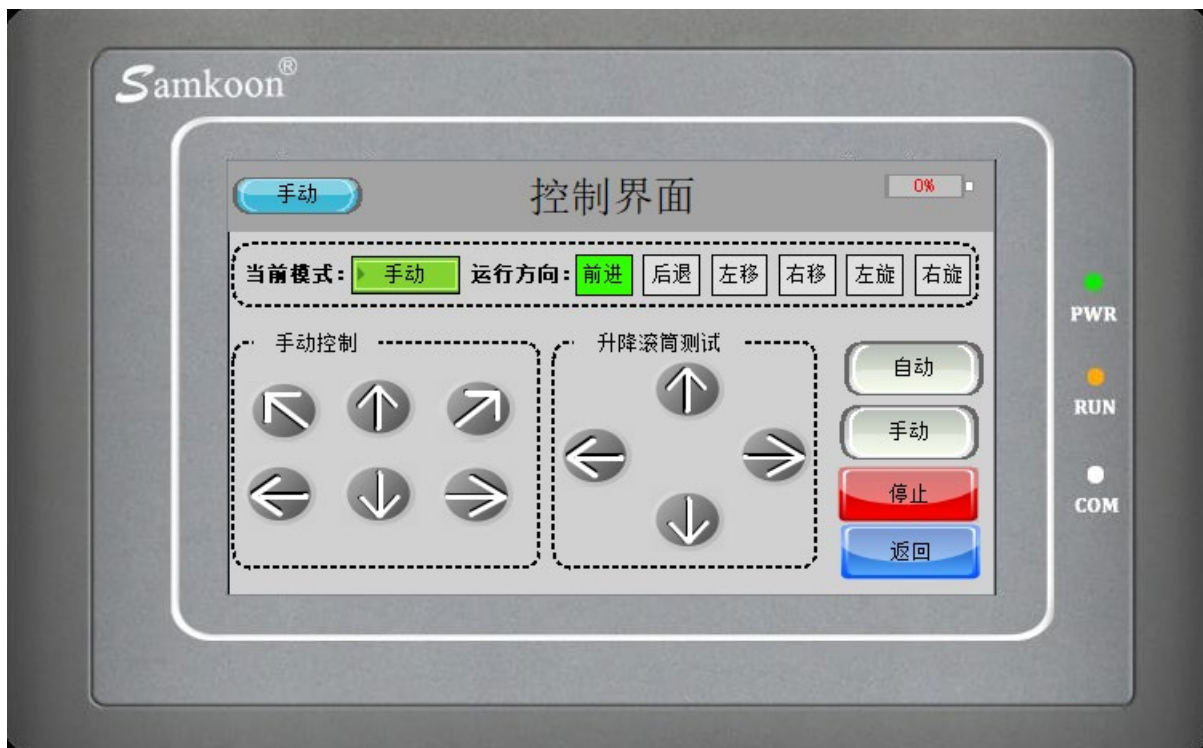 Samkoon®
手动
控制界面
0%
当前模式: 手动 运行方向: 前进 后退 左移 右移 左旋 右旋
PWR
手动控制
升降滚筒测试
自动
RUN
手动
停止
COM
返回